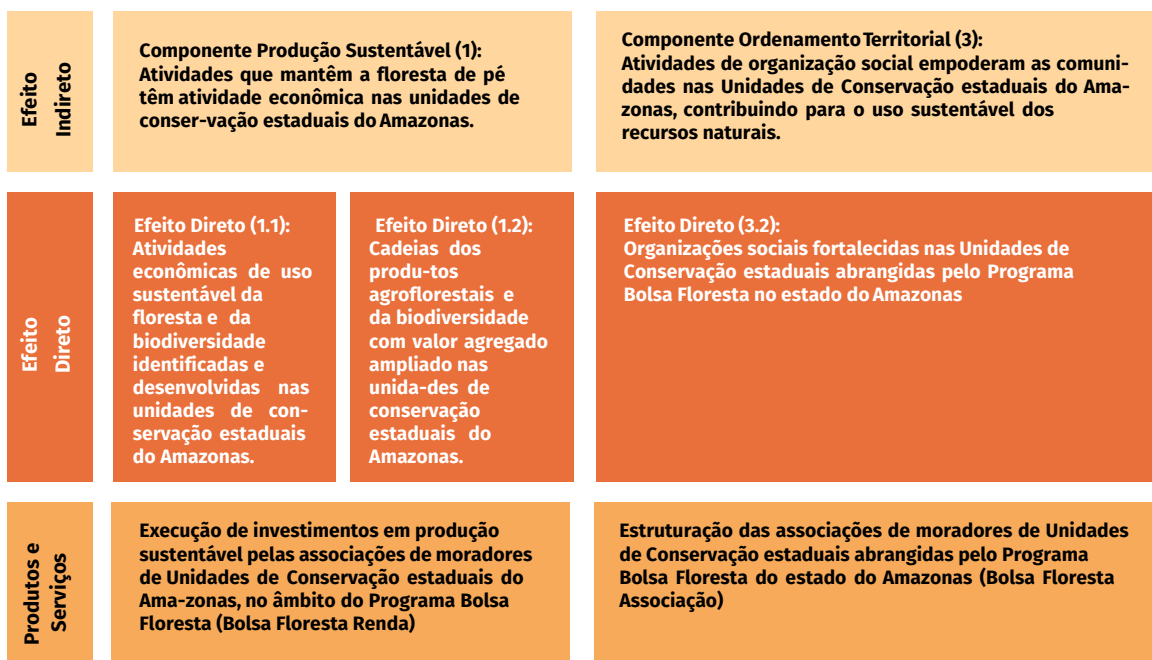 Efeito
Indireto
Componente Produção Sustentável (1):
Atividades que mantêm a floresta de pé
têm atividade econômica nas unidades de
conser-vação estaduais do Amazonas.
Componente Ordenamento Territorial (3):
Atividades de organização social empoderam as comuni-
dades nas Unidades de Conservação estaduais do Ama-
zonas, contribuindo para o uso sustentável dos
recursos naturais.
Efeito
Direto
Efeito Direto (1.1):
Atividades
econômicas de uso
sustentável da
floresta e da
biodiversidade
identificadas e
desenvolvidas nas
unidades de con-
servação estaduais
do Amazonas.
Efeito Direto (1.2):
Cadeias dos
produ-tos
agroflorestais e
da biodiversidade
com valor agregado
ampliado nas
unida-des de
conservação
estaduais do
Amazonas.
Efeito Direto (3.2):
Organizações sociais fortalecidas nas Unidades de
Conservação estaduais abrangidas pelo Programa
Bolsa Floresta no estado do Amazonas
Produtos e
Serviços
Execução de investimentos em produção
sustentável pelas associações de moradores
de Unidades de Conservação estaduais do
Ama-zonas, no âmbito do Programa Bolsa
Floresta (Bolsa Floresta Renda)
Estruturação das associações de moradores de Unidades
de Conservação estaduais abrangidas pelo Programa
Bolsa Floresta do estado do Amazonas (Bolsa Floresta
Associação)